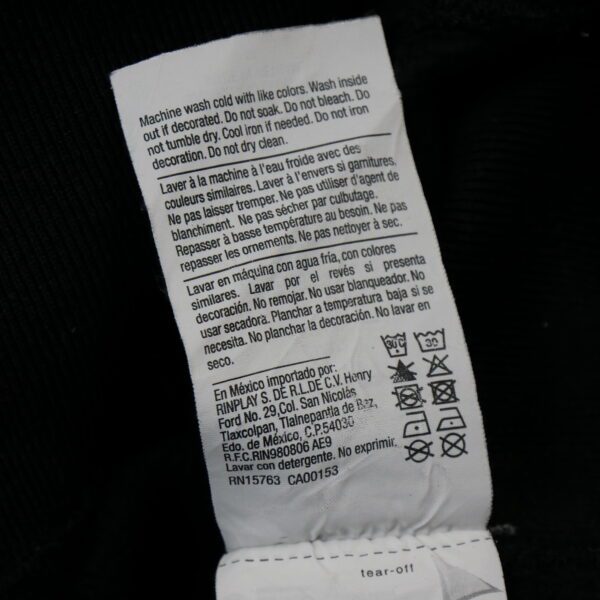 Machine wash cold with like colors. Wash inside
out if decorated. Do not soak. Do not bleach. Do
not tumble dry. Cool iron if needed. Do not iron
decoration. Do not dry clean.
Laver à la machine à l'eau froide avec des
couleurs similaires. Laver à l'envers si garnitures.
Ne pas laisser tremper. Ne pas utiliser d'agent de
blanchiment. Ne pas sécher par culbutage.
Repasser à basse température au besoin. Ne pas
repasser les ornements. Ne pas nettoyer à sec.
Lavar en máquina con agua fría, con colores
similares. Lavar por el revés si presenta
decoración. No remojar. No usar blanqueador. No
usar secadora. Planchar a temperatura baja si se
necesita. No planchar la decoración. No lavar en
seco.
En México importado por:
RINPLAY S. DE R.L.DE C.V. Henry
Ford No. 29,Col. San Nicolás
Tlaxcolpan, Tlalnepantla de Baz,
Edo. de México, C.P.54030
R.F.C.RIN980806 AE9
Lavar con detergente. No exprimir.
RN15763 CA00153
30°C 30
tear-off